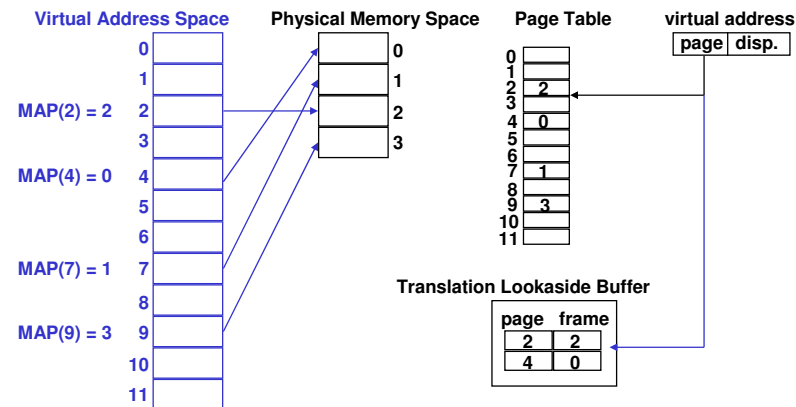 Virtual Address Space
0
1
MAP(2) = 2 2
3
MAP(4) = 0 4
5
6
MAP(7) = 1 7
8
MAP(9) = 3 9
10
11
Physical Memory Space
0
1
2
3
Page Table
0
1
2 2
3
4 0
5
6
7 1
8
9 3
10
11
virtual address
page disp.
Translation Lookaside Buffer
page frame
2 2
4 0